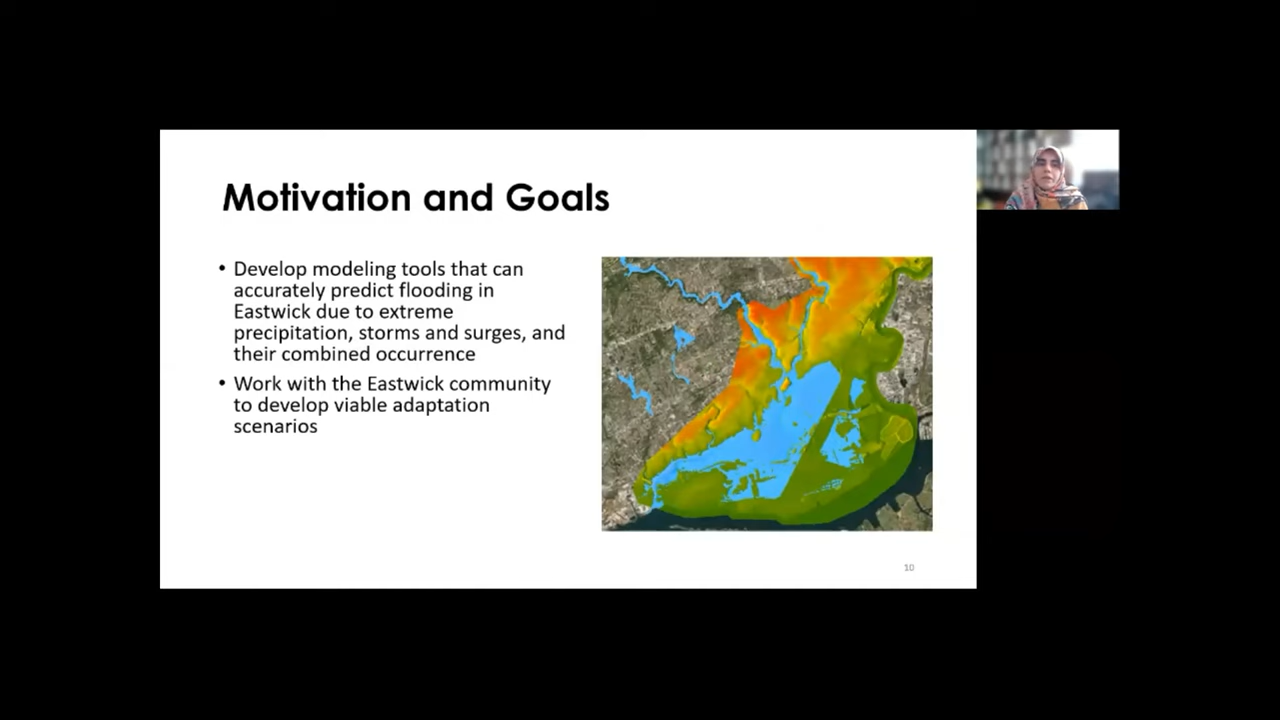 Motivation and Goals
• Develop modeling tools that can
accurately predict flooding in
Eastwick due to extreme
precipitation, storms and surges, and
their combined occurrence
• Work with the Eastwick community
to develop viable adaptation
scenarios
10